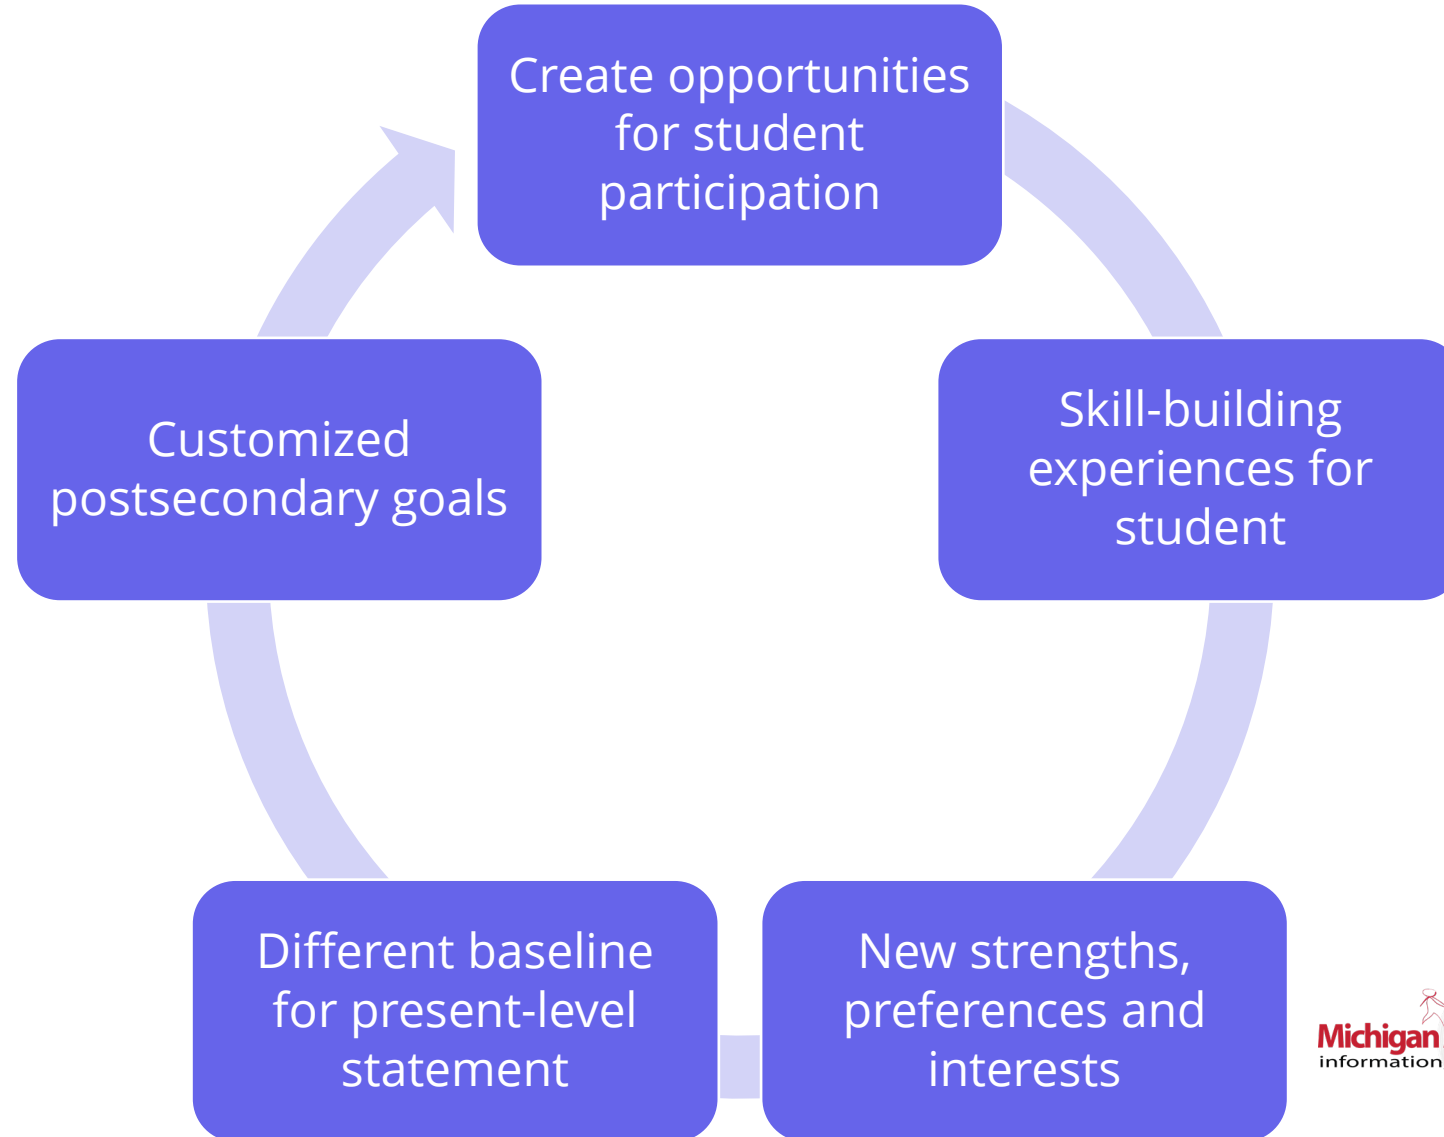 Create opportunities
for student
participation
Skill-building
experiences for
student
New strengths,
preferences and
interests
Different baseline
for present-level
statement
Customized
postsecondary goals
Michigan
information